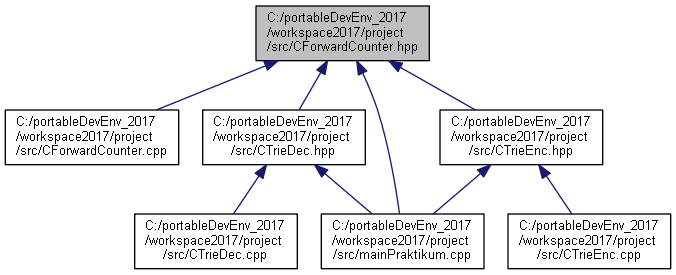 C:/portableDevEnv_2017
/workspace2017/project
/src/CForwardCounter.hpp
C:/portableDevEnv_2017
/workspace2017/project
/src/CForwardCounter.cpp
C:/portableDevEnv_2017
/workspace2017/project
/src/CTrieDec.hpp
C:/portableDevEnv_2017
/workspace2017/project
/src/CTrieEnc.hpp
C:/portableDevEnv_2017
/workspace2017/project
/src/CTrieDec.cpp
C:/portableDevEnv_2017
/workspace2017/project
/src/mainPraktikum.cpp
C:/portableDevEnv_2017
/workspace2017/project
/src/CTrieEnc.cpp